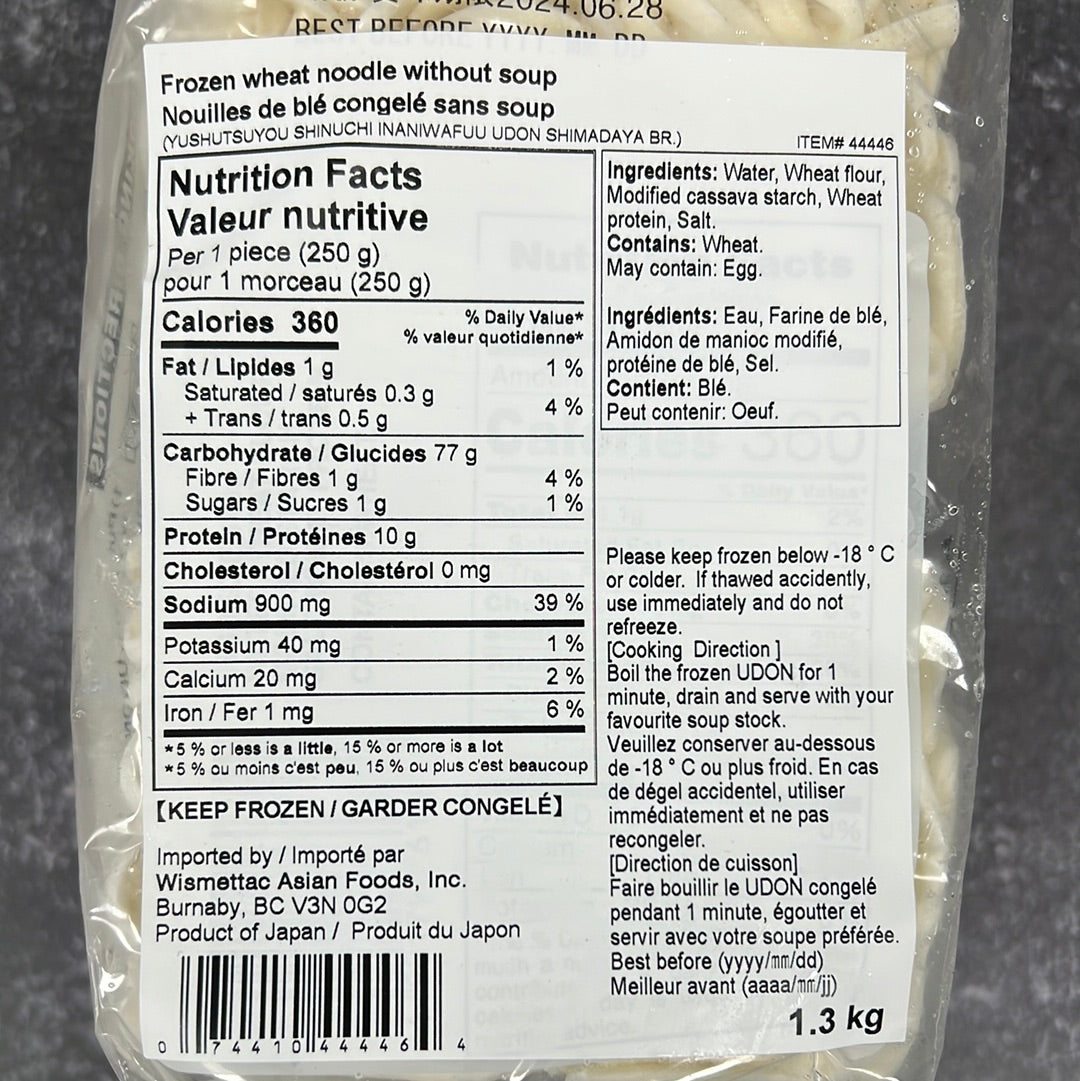 2024.06.28
BEST BEFORE YYYY. MM. DD
Frozen wheat noodle without soup
Nouilles de blé congelé sans soup
(YUSHUTSUYOU SHINUCHI INANIWAFUU UDON SHIMADAYA BR.)
ITEM# 44446
Nutrition Facts
Valeur nutritive
Per 1 piece (250 g)
pour 1 morceau (250 g)
Calories 360
% Daily Value*
% valeur quotidienne*
Fat / Lipides 1 g 1 %
Saturated / saturés 0.3 g
+ Trans / trans 0.5 g 4 %
Carbohydrate / Glucides 77 g
Fibre / Fibres 1 g 4 %
Sugars / Sucres 1 g 1 %
Protein / Protéines 10 g
Cholesterol / Cholestérol 0 mg
Sodium 900 mg 39 %
Potassium 40 mg 1 %
Calcium 20 mg 2 %
Iron / Fer 1 mg 6 %
*5 % or less is a little, 15 % or more is a lot
*5 % ou moins c'est peu, 15 % ou plus c'est beaucoup
【KEEP FROZEN / GARDER CONGELÉ】
Imported by / Importé par
Wismettac Asian Foods, Inc.
Burnaby, BC V3N 0G2
Product of Japan / Produit du Japon
0 74410 44446 4
Ingredients: Water, Wheat flour,
Modified cassava starch, Wheat
protein, Salt.
Contains: Wheat.
May contain: Egg.
Ingrédients: Eau, Farine de blé,
Amidon de manioc modifié,
protéine de blé, Sel.
Contient: Blé.
Peut contenir: Oeuf.
Please keep frozen below -18 ° C
or colder. If thawed accidently,
use immediately and do not
refreeze.
[Cooking Direction]
Boil the frozen UDON for 1
minute, drain and serve with your
favourite soup stock.
Veuillez conserver au-dessous
de -18 ° C ou plus froid. En cas
de dégel accidentel, utiliser
immédiatement et ne pas
recongeler.
[Direction de cuisson]
Faire bouillir le UDON congelé
pendant 1 minute, égoutter et
servir avec votre soupe préférée.
Best before (yyyy/mm/dd)
Meilleur avant (aaaa/mm/jj)
1.3 kg